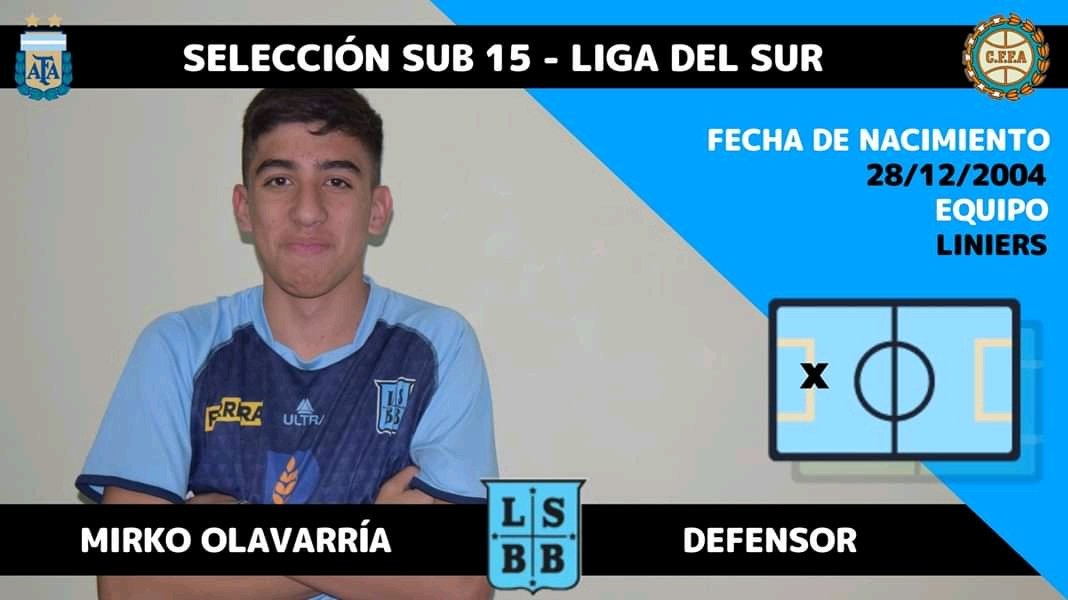 SELECCIÓN SUB 15 - LIGA DEL SUR
AFA
C.F.F.A
FECHA DE NACIMIENTO
28/12/2004
EQUIPO
LINIERS
X
ULTRA
L S
B B
MIRKO OLAVARRÍA
L S
B B
DEFENSOR